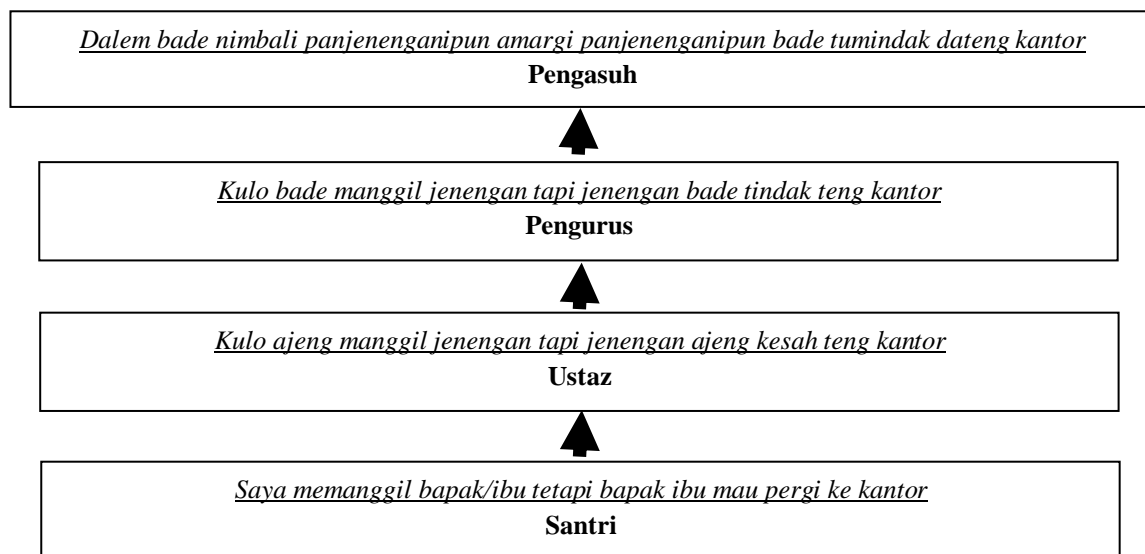 Dalem bade nimbali panjenenganipun amargi panjenenganipun bade tumindak dateng kantor
Pengasuh
Kulo bade manggil jenengan tapi jenengan bade tindak teng kantor
Pengurus
Kulo ajeng manggil jenengan tapi jenengan ajeng kesah teng kantor
Ustaz
Saya memanggil bapak/ibu tetapi bapak ibu mau pergi ke kantor
Santri